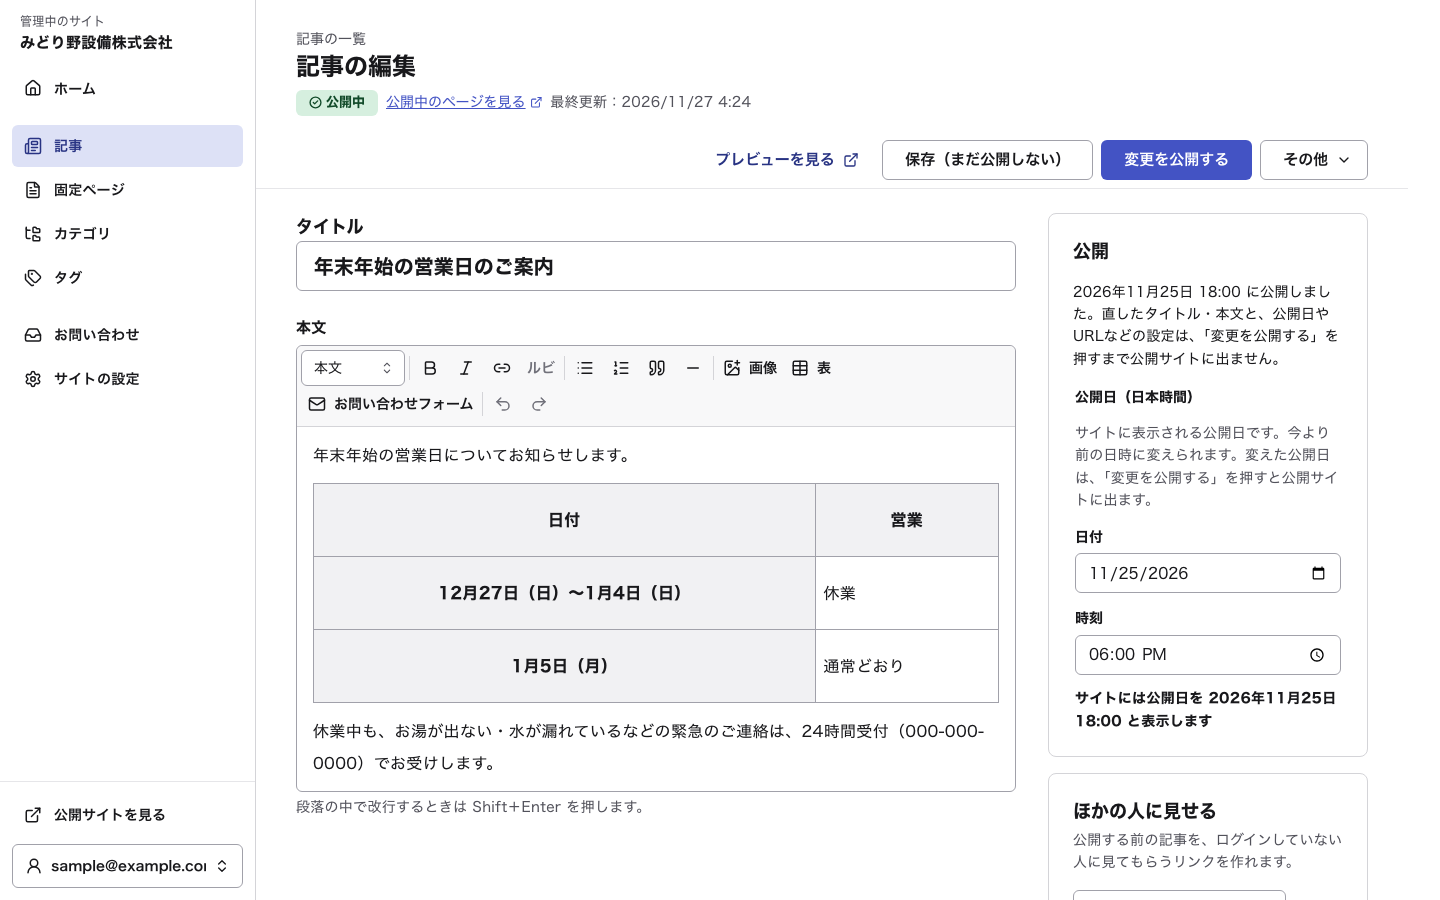 管理中のサイト
みどり野設備株式会社
ホーム
記事
固定ページ
カテゴリ
タグ
お問い合わせ
サイトの設定
公開サイトを見る
sample@example.co
記事の一覧
記事の編集
公開中 公開中のページを見る 最終更新：2026/11/27 4:24
プレビューを見る 保存（まだ公開しない） 変更を公開する その他
タイトル
年末年始の営業日のご案内
本文
本文 B I ルビ 画像 表
お問い合わせフォーム
年末年始の営業日についてお知らせします。
日付 営業
12月27日（日）〜1月4日（日） 休業
1月5日（月） 通常どおり
休業中も、お湯が出ない・水が漏れているなどの緊急のご連絡は、24時間受付（000-000-
0000）でお受けします。
段落の中で改行するときは Shift+Enter を押します。
公開
2026年11月25日 18:00 に公開しまし
た。直したタイトル・本文と、公開日や
URLなどの設定は、「変更を公開する」を
押すまで公開サイトに出ません。
公開日（日本時間）
サイトに表示される公開日です。今より
前の日時に変えられます。変えた公開日
は、「変更を公開する」を押すと公開サイ
トに出ます。
日付
11/25/2026
時刻
06:00 PM
サイトには公開日を 2026年11月25日
18:00 と表示します
ほかの人に見せる
公開する前の記事を、ログインしていない
人に見てもらうリンクを作れます。